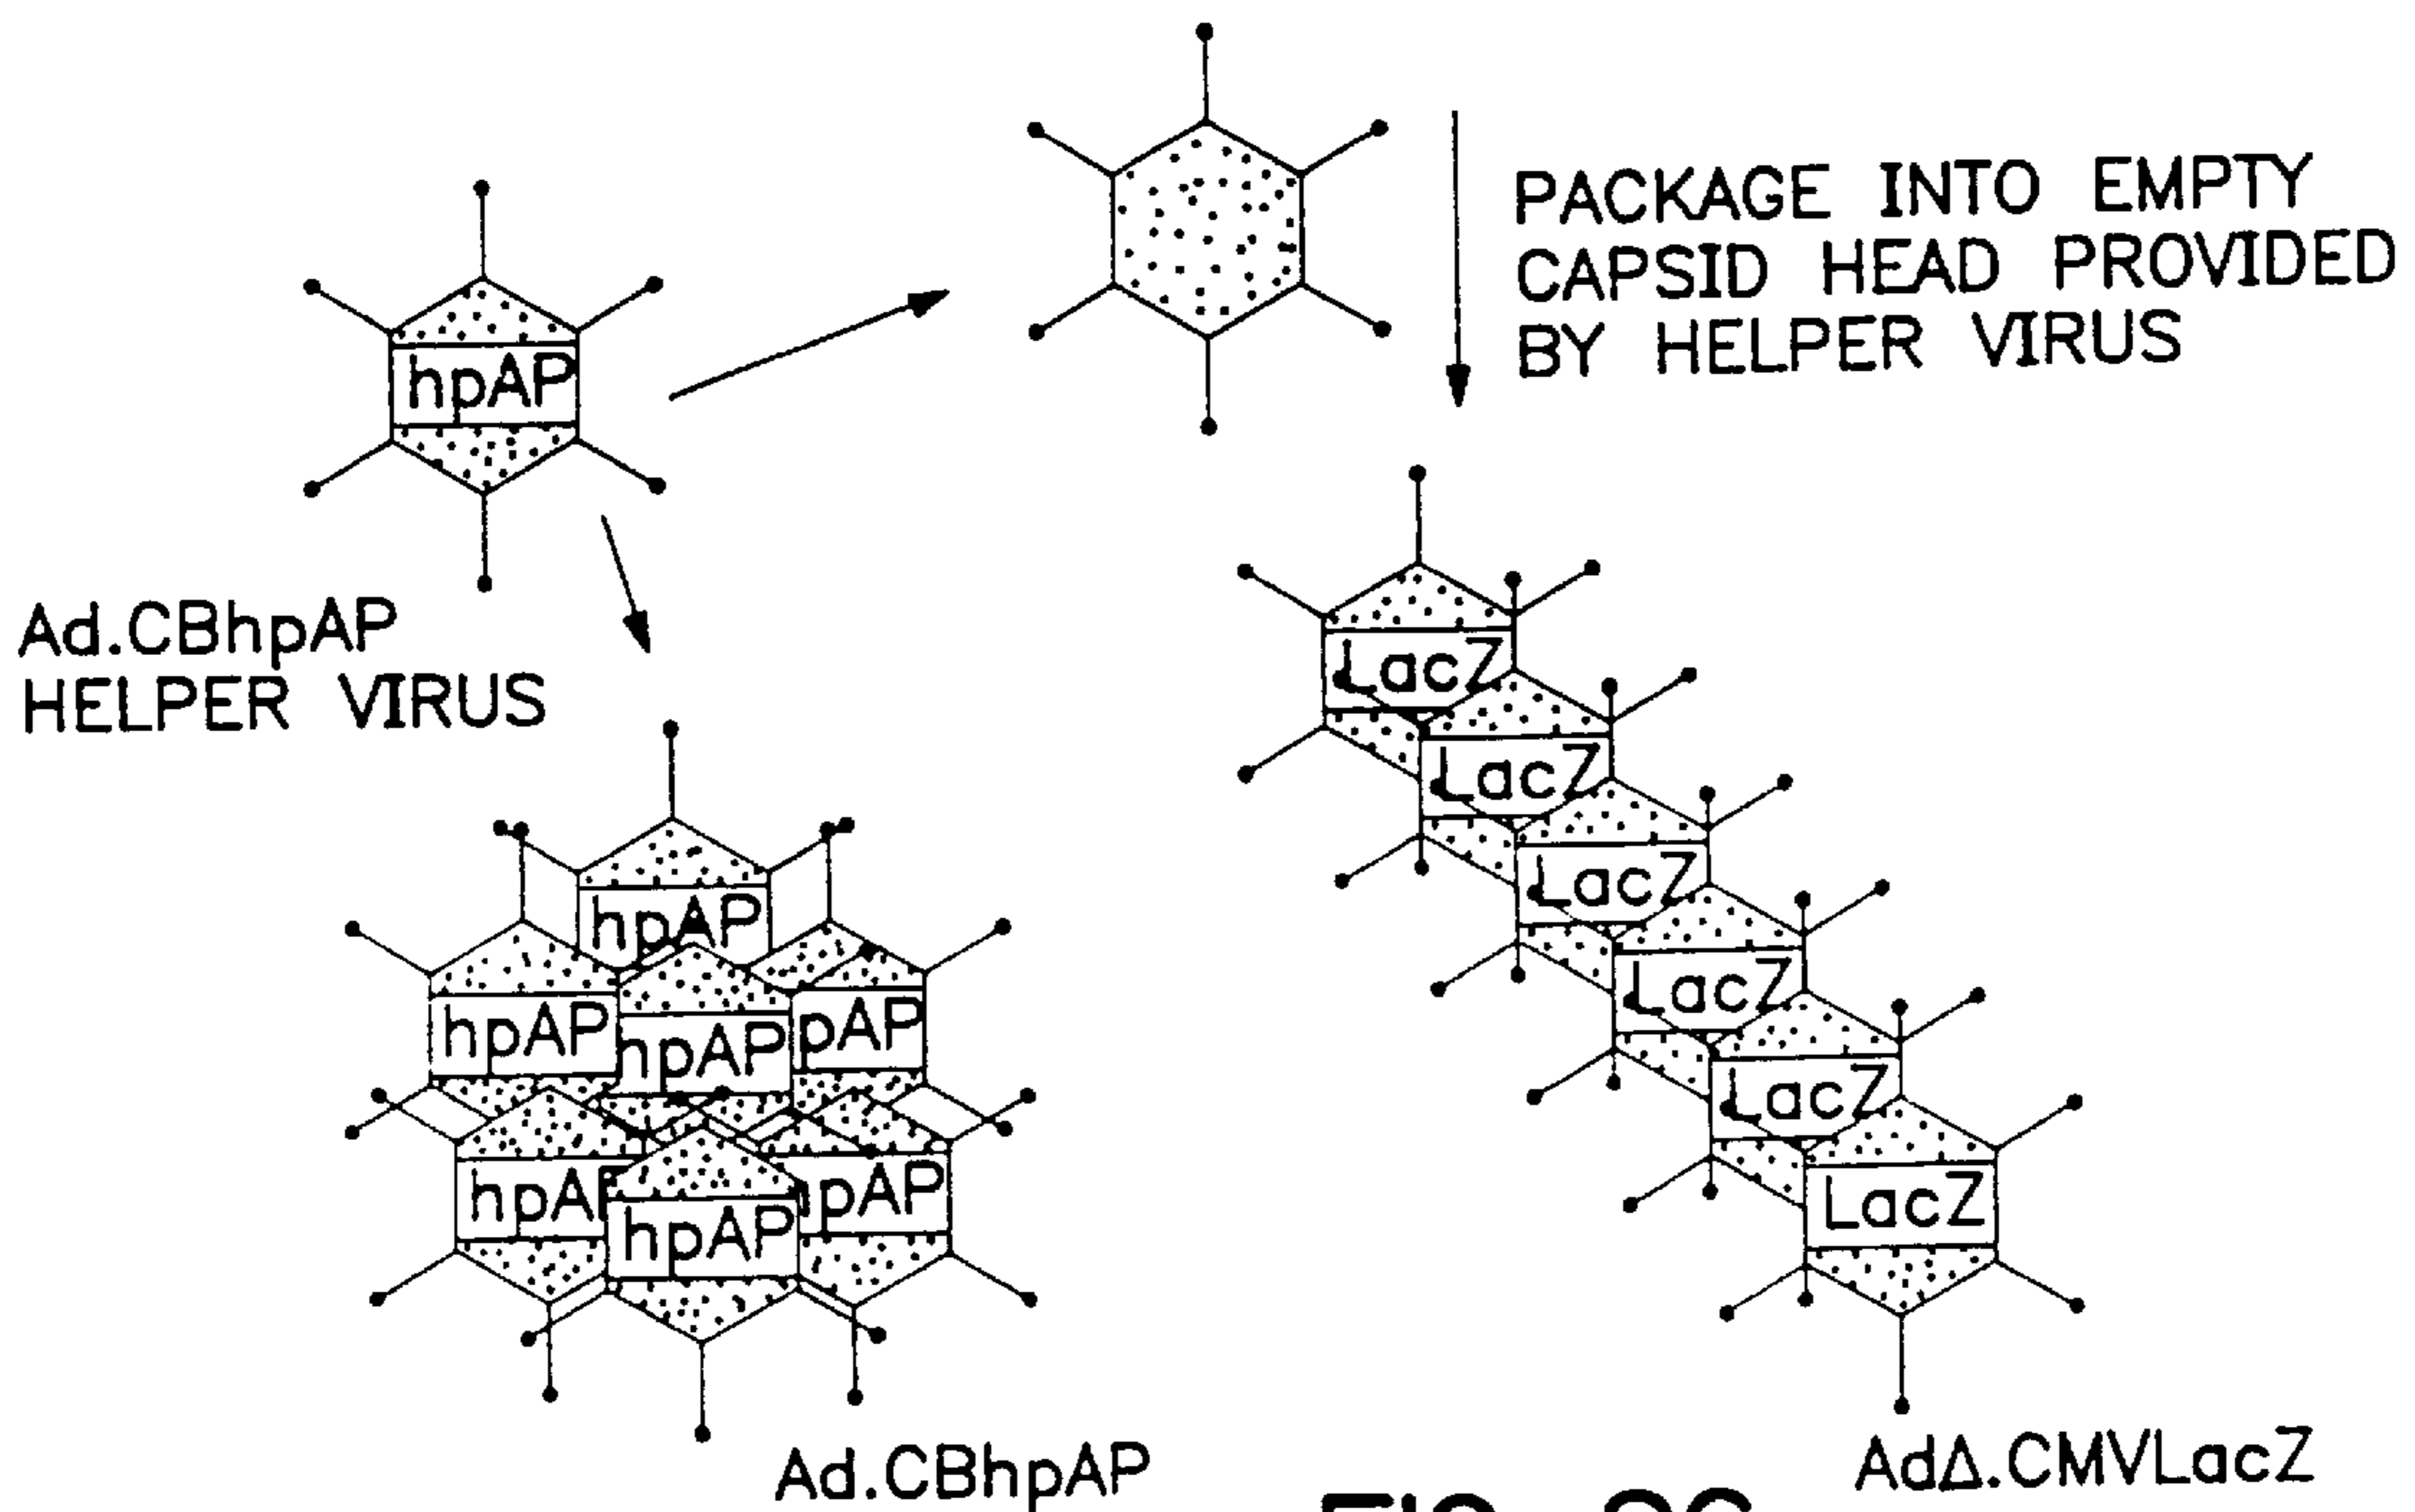 PACKAGE INTO EMPTY
CAPSID HEAD PROVIDED
BY HELPER VIRUS
hpAP
Ad.CBhpAP
HELPER VIRUS
LacZ
LacZ
LacZ
LacZ
LacZ
LacZ
hpAP
hpAP
hpAP
pAP
hpAP
hpAP
pAP
Ad.CBhpAP
AdΔ.CMVLacZ